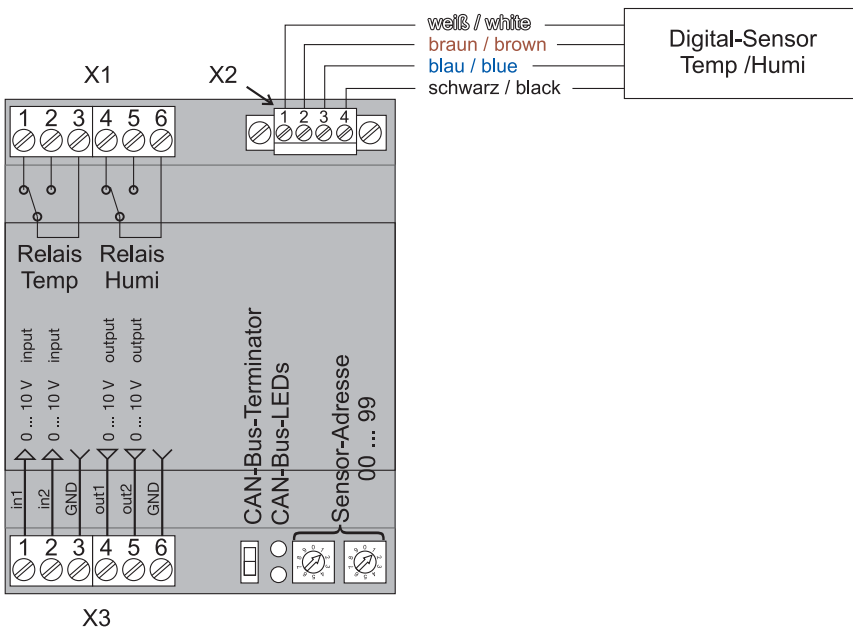 weiß / white
braun / brown
blau / blue
schwarz / black
Digital-Sensor
Temp /Humi
X1
X2
1 2 3 4 5 6
1 2 3 4
Relais
Temp
Relais
Humi
0 ... 10 V input
0 ... 10 V input
0 ... 10 V output
0 ... 10 V output
in1
in2
GND
out1
out2
GND
CAN-Bus-Terminator
CAN-Bus-LEDs
Sensor-Adresse
00 ... 99
1 2 3 4 5 6
X3